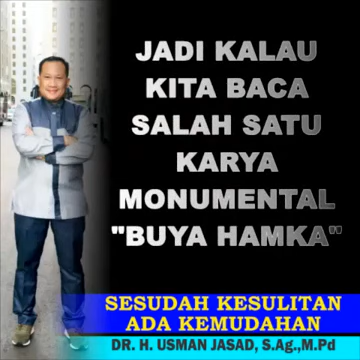 JADI KALAU
KITA BACA
SALAH SATU
KARYA
MONUMENTAL
"BUYA HAMKA"
SESUDAH KESULITAN
ADA KEMUDAHAN
DR. H. USMAN JASAD, S.Ag.,M.Pd